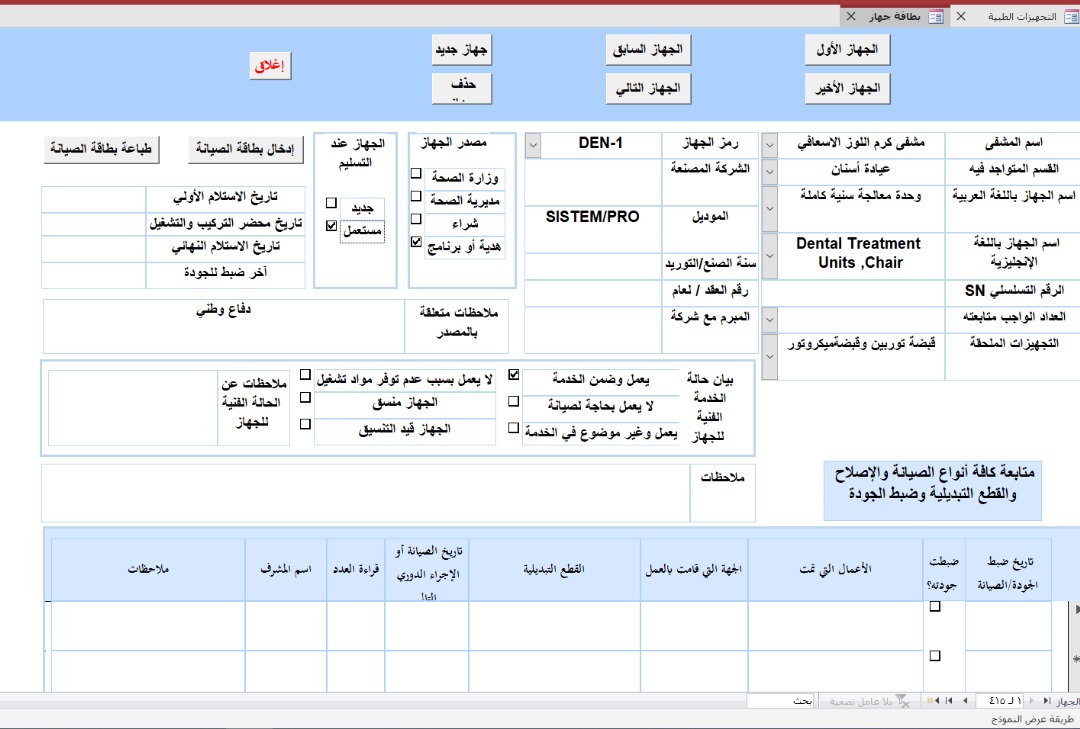 التجهيزات الطبية
بطاقة جهاز
الجهاز الأول
الجهاز السابق
جهاز جديد
إغلاق
الجهاز الأخير
الجهاز التالي
حذف
اسم المشفى
مشفى كرم اللوز الاسعافي
القسم المتواجد فيه
عيادة أسنان
اسم الجهاز باللغة العربية
وحدة معالجة سنية كاملة
اسم الجهاز باللغة
الإنجليزية
Dental Treatment
Units ,Chair
الرقم التسلسلي SN
العداد الواجب متابعته
التجهيزات الملحقة
قبضة توربين وقبضةميكروتور
رمز الجهاز
DEN-1
الشركة المصنعة
الموديل
SISTEM/PRO
سنة الصنع/التوريد
رقم العقد / لعام
المبرم مع شركة
مصدر الجهاز
وزارة الصحة
مديرية الصحة
شراء
هدية أو برنامج
الجهاز عند
التسليم
جديد
مستعمل
إدخال بطاقة الصيانة
طباعة بطاقة الصيانة
تاريخ الاستلام الأولي
تاريخ محضر التركيب والتشغيل
تاريخ الاستلام النهائي
آخر ضبط للجودة
ملاحظات متعلقة
بالمصدر
دفاع وطني
بيان حالة
الخدمة
الفنية
للجهاز
يعمل وضمن الخدمة
لا يعمل بحاجة لصيانة
يعمل وغير موضوع في الخدمة
لا يعمل بسبب عدم توفر مواد تشغيل
الجهاز منسق
الجهاز قيد التنسيق
ملاحظات عن
الحالة الفنية
للجهاز
ملاحظات
متابعة كافة أنواع الصيانة والإصلاح
والقطع التبديلية وضبط الجودة
تاريخ ضبط
الجودة/الصيانة
ضبطت
جودته؟
الأعمال التي تمت
الجهة التي قامت بالعمل
القطع التبديلية
تاريخ الصيانة أو
الإجراء الدوري
قراءة العدد
اسم المشرف
ملاحظات
الجهاز
١ لـ ٤١٥
بلا عامل تصفية
بحث
طريقة عرض النموذج